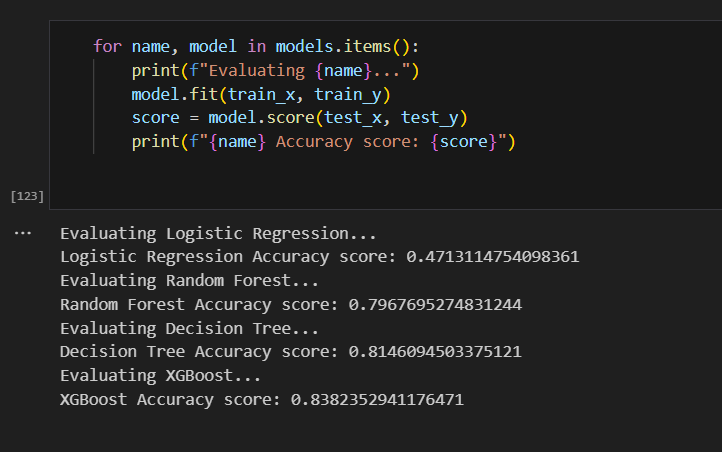 for name, model in models.items():
    print(f"Evaluating {name}...")
    model.fit(train_x, train_y)
    score = model.score(test_x, test_y)
    print(f"{name} Accuracy score: {score}")
[123]
...
Evaluating Logistic Regression...
Logistic Regression Accuracy score: 0.4713114754098361
Evaluating Random Forest...
Random Forest Accuracy score: 0.7967695274831244
Evaluating Decision Tree...
Decision Tree Accuracy score: 0.8146094503375121
Evaluating XGBoost...
XGBoost Accuracy score: 0.8382352941176471